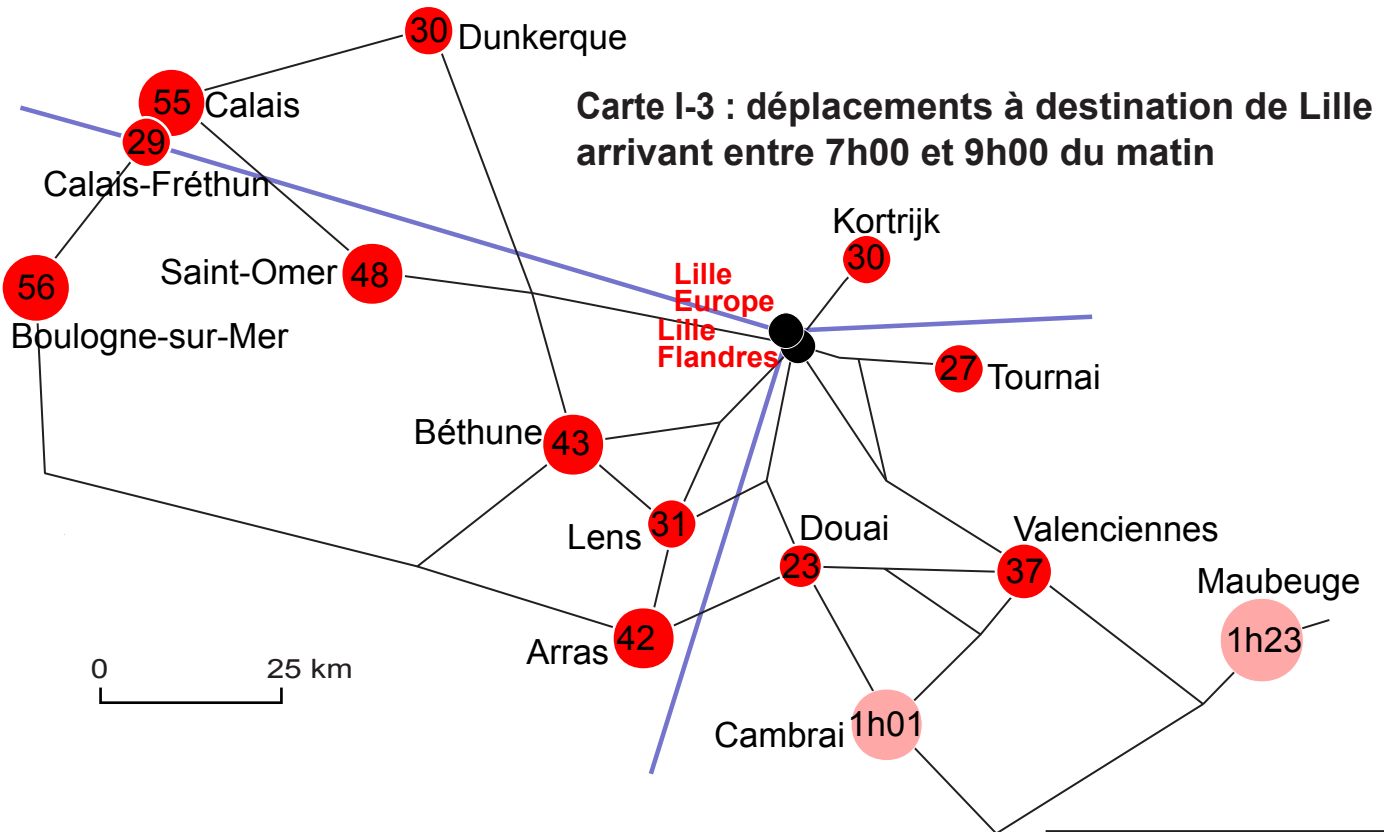 30 Dunkerque
55 Calais
Carte I-3 : déplacements à destination de Lille
arrivant entre 7h00 et 9h00 du matin
29
Calais-Fréthun
Kortrijk
30
Saint-Omer 48
Lille
Europe
56
Boulogne-sur-Mer
Lille
Flandres
27 Tournai
Béthune 43
Lens 31
Douai
23
Valenciennes
37
Maubeuge
1h23
Arras 42
0 25 km
Cambrai 1h01